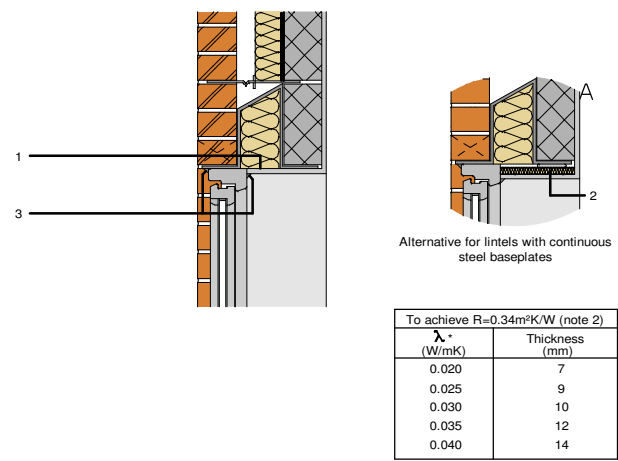 1
3
A
2
Alternative for lintels with continuous
steel baseplates
To achieve R=0.34m²K/W (note 2)
λ * Thickness
(W/mK) (mm)
0.020 7
0.025 9
0.030 10
0.035 12
0.040 14